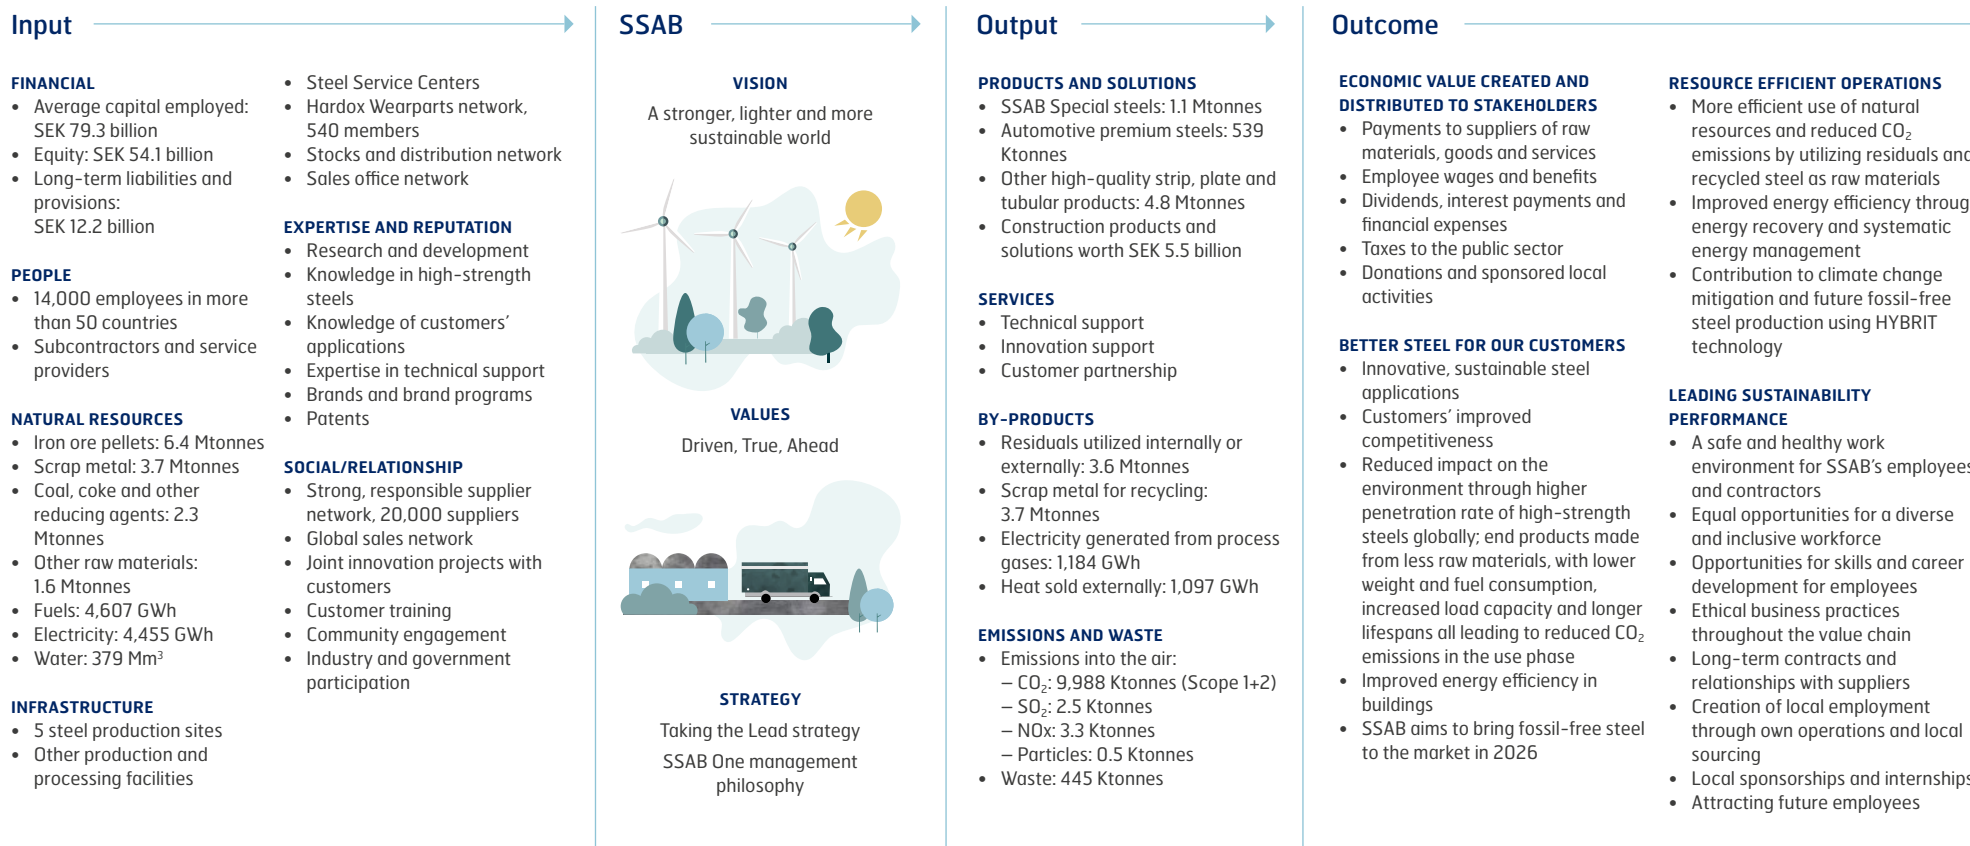 Input
FINANCIAL
• Average capital employed:
SEK 79.3 billion
• Equity: SEK 54.1 billion
• Long-term liabilities and
provisions:
SEK 12.2 billion
PEOPLE
• 14,000 employees in more
than 50 countries
• Subcontractors and service
providers
NATURAL RESOURCES
• Iron ore pellets: 6.4 Mtonnes
• Scrap metal: 3.7 Mtonnes
• Coal, coke and other
reducing agents: 2.3
Mtonnes
• Other raw materials:
1.6 Mtonnes
• Fuels: 4,607 GWh
• Electricity: 4,455 GWh
• Water: 379 Mm³
INFRASTRUCTURE
• 5 steel production sites
• Other production and
processing facilities
• Steel Service Centers
• Hardox Wearparts network,
540 members
• Stocks and distribution network
• Sales office network
EXPERTISE AND REPUTATION
• Research and development
• Knowledge in high-strength
steels
• Knowledge of customers’
applications
• Expertise in technical support
• Brands and brand programs
• Patents
SOCIAL/RELATIONSHIP
• Strong, responsible supplier
network, 20,000 suppliers
• Global sales network
• Joint innovation projects with
customers
• Customer training
• Community engagement
• Industry and government
participation
SSAB
VISION
A stronger, lighter and more
sustainable world
VALUES
Driven, True, Ahead
STRATEGY
Taking the Lead strategy
SSAB One management
philosophy
Output
PRODUCTS AND SOLUTIONS
• SSAB Special steels: 1.1 Mtonnes
• Automotive premium steels: 539
Ktonnes
• Other high-quality strip, plate and
tubular products: 4.8 Mtonnes
• Construction products and
solutions worth SEK 5.5 billion
SERVICES
• Technical support
• Innovation support
• Customer partnership
BY-PRODUCTS
• Residuals utilized internally or
externally: 3.6 Mtonnes
• Scrap metal for recycling:
3.7 Mtonnes
• Electricity generated from process
gases: 1,184 GWh
• Heat sold externally: 1,097 GWh
EMISSIONS AND WASTE
• Emissions into the air:
– CO₂: 9,988 Ktonnes (Scope 1+2)
– SO₂: 2.5 Ktonnes
– NOx: 3.3 Ktonnes
– Particles: 0.5 Ktonnes
• Waste: 445 Ktonnes
Outcome
ECONOMIC VALUE CREATED AND
DISTRIBUTED TO STAKEHOLDERS
• Payments to suppliers of raw
materials, goods and services
• Employee wages and benefits
• Dividends, interest payments and
financial expenses
• Taxes to the public sector
• Donations and sponsored local
activities
BETTER STEEL FOR OUR CUSTOMERS
• Innovative, sustainable steel
applications
• Customers’ improved
competitiveness
• Reduced impact on the
environment through higher
penetration rate of high-strength
steels globally; end products made
from less raw materials, with lower
weight and fuel consumption,
increased load capacity and longer
lifespans all leading to reduced CO₂
emissions in the use phase
• Improved energy efficiency in
buildings
• SSAB aims to bring fossil-free steel
to the market in 2026
RESOURCE EFFICIENT OPERATIONS
• More efficient use of natural
resources and reduced CO₂
emissions by utilizing residuals and
recycled steel as raw materials
• Improved energy efficiency throug
energy recovery and systematic
energy management
• Contribution to climate change
mitigation and future fossil-free
steel production using HYBRIT
technology
LEADING SUSTAINABILITY
PERFORMANCE
• A safe and healthy work
environment for SSAB’s employees
and contractors
• Equal opportunities for a diverse
and inclusive workforce
• Opportunities for skills and career
development for employees
• Ethical business practices
throughout the value chain
• Long-term contracts and
relationships with suppliers
• Creation of local employment
through own operations and local
sourcing
• Local sponsorships and internships
• Attracting future employees